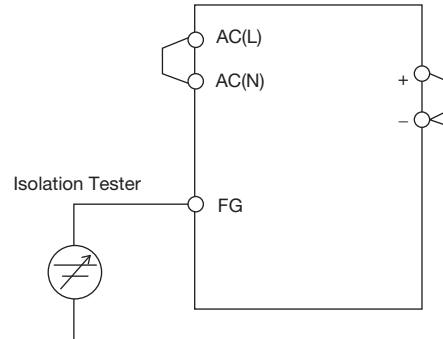 AC(L)
AC(N)
+
−
Isolation Tester
FG